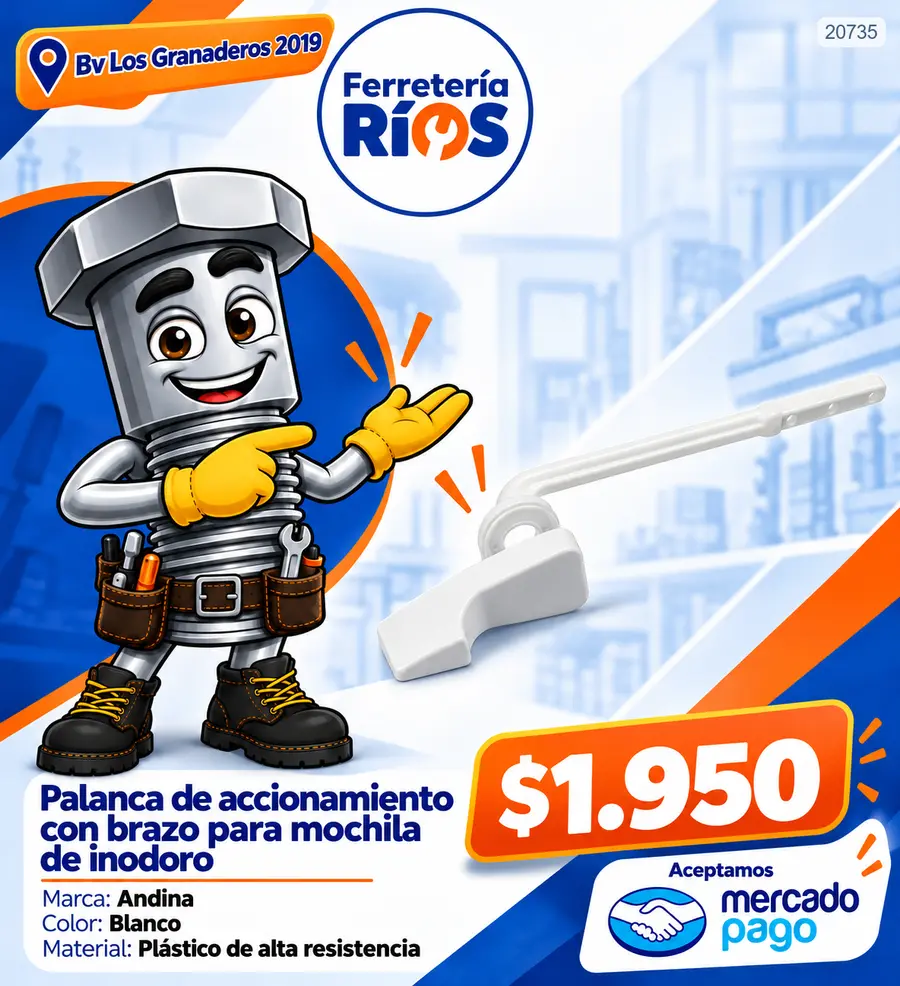 Bv Los Granaderos 2019
Ferretería
RÍOS
20735
$1.950
Palanca de accionamiento
con brazo para mochila
de inodoro
Marca: Andina
Color: Blanco
Material: Plástico de alta resistencia
Aceptamos
mercado
pago